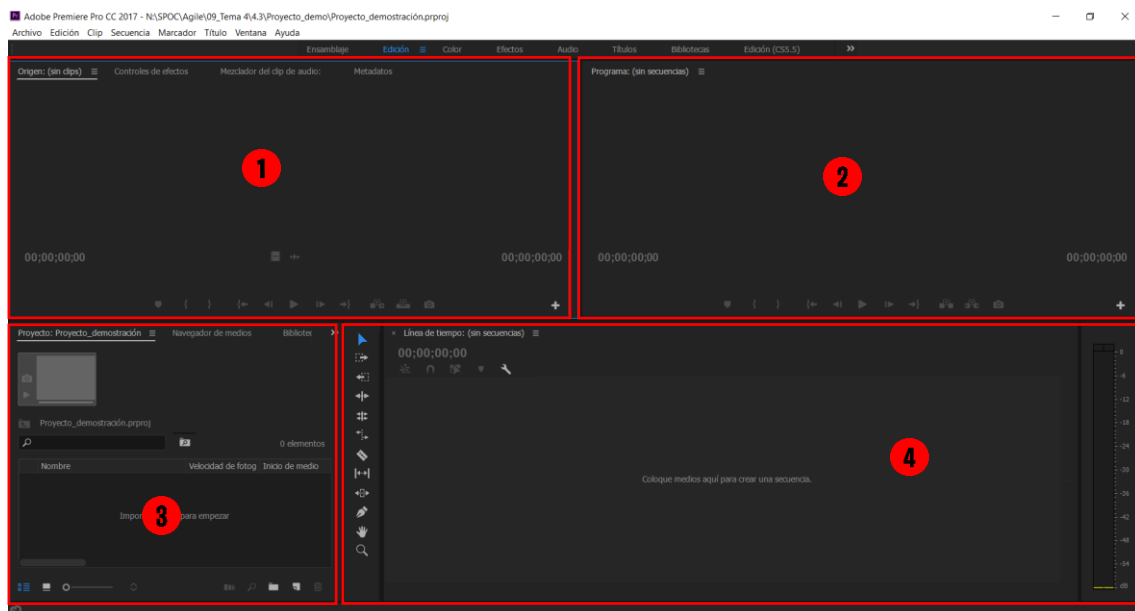 Adobe Premiere Pro CC 2017 - N:\SPOC\Agile\09_Tema 4\4.3\Proyecto_demo\Proyecto_demostración.prproj
Archivo Edición Clip Secuencia Marcador Título Ventana Ayuda
Ensamblaje Edición Color Efectos Audio Títulos Bibliotecas Edición (CS5.5)
Origen: (sin clips) Controles de efectos Mezclador del clip de audio: Metadatos
1
00;00;00;00 00;00;00;00
Programa: (sin secuencias)
2
00;00;00;00 00;00;00;00
Proyecto: Proyecto_demostración Navegador de medios
Proyecto_demostración.prproj
0 elementos
Nombre Velocidad de fotog Inicio de medio
3 para empezar
Línea de tiempo: (sin secuencias)
00;00;00;00
Coloque medios aquí para crear una secuencia.
4
0
-6
-12
-18
-24
-30
-36
-42
-48
-54
dB